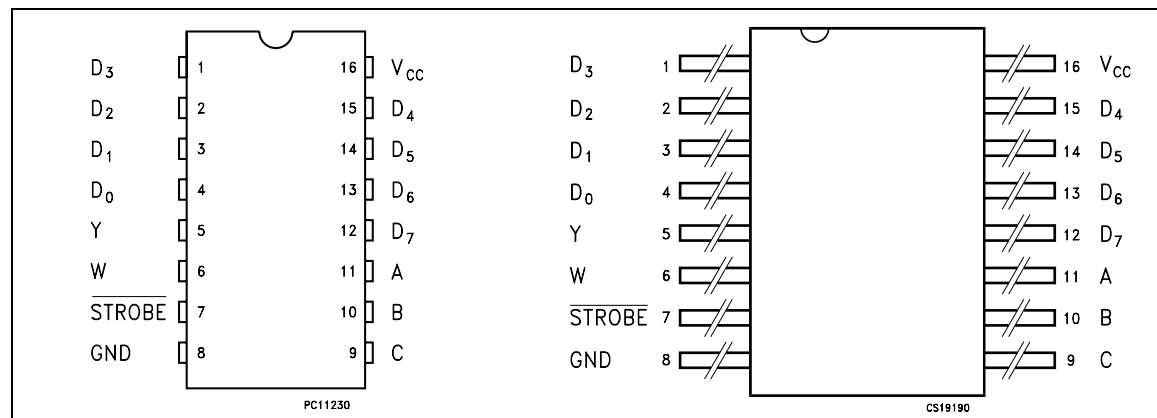 D3 1 16 VCC
D2 2 15 D4
D1 3 14 D5
D0 4 13 D6
Y 5 12 D7
W 6 11 A
STROBE 7 10 B
GND 8 9 C
PC11230
D3 1 16 VCC
D2 2 15 D4
D1 3 14 D5
D0 4 13 D6
Y 5 12 D7
W 6 11 A
STROBE 7 10 B
GND 8 9 C
CS19190